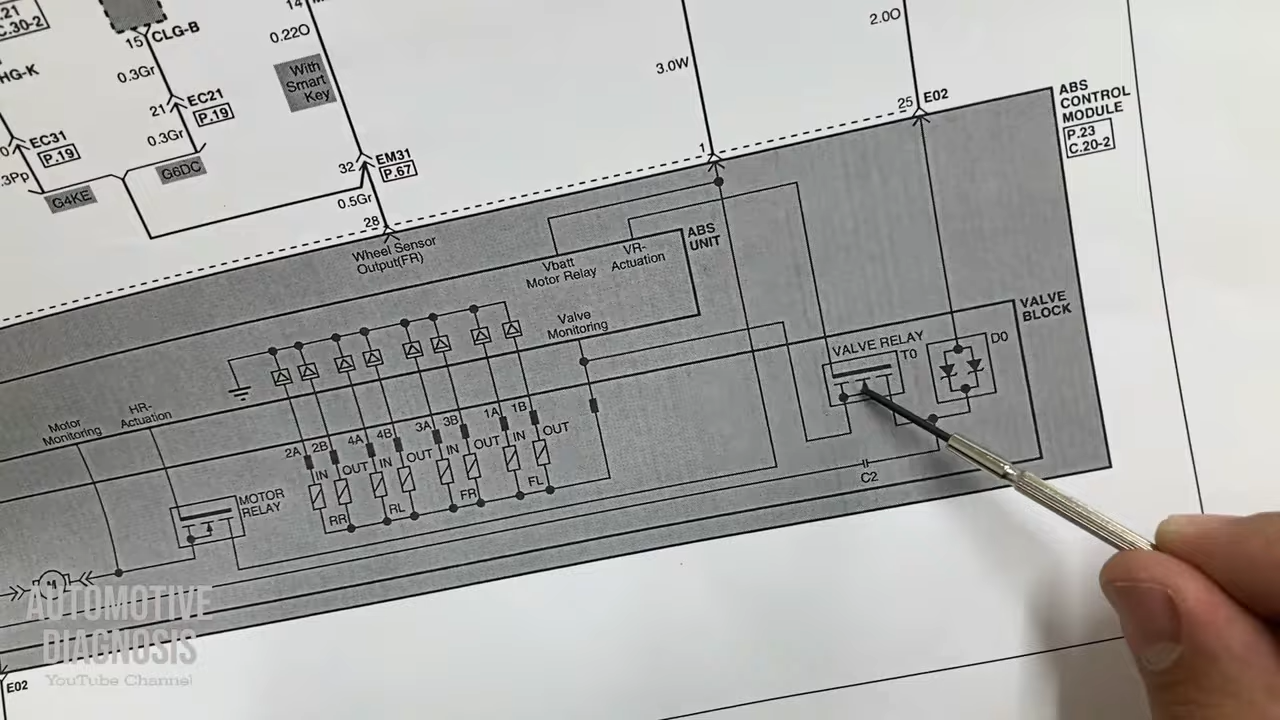 .21
C.30-2
HG-K
15
CLG-B
0.3Gr
21
EC21
P.19
0.3Gr
EC31
P.19
.3Pp
G4KE
G6DC
14
0.22O
With
Smart
Key
32
EM31
P.67
0.5Gr
28
Wheel Sensor
Output(FR)
3.0W
1
2.0O
25
E02
ABS
CONTROL
MODULE
P.23
C.20-2
ABS
UNIT
Vbatt
Motor Relay
VR-
Actuation
Valve
Monitoring
VALVE
BLOCK
VALVE RELAY
T0
D0
C2
Motor
Monitoring
HR-
Actuation
2A
2B
4A
4B
3A
3B
1A
1B
IN
OUT
IN
OUT
IN
OUT
IN
OUT
RR
RL
FR
FL
MOTOR
RELAY
M
E02
AUTOMOTIVE
DIAGNOSIS
YouTube Channel